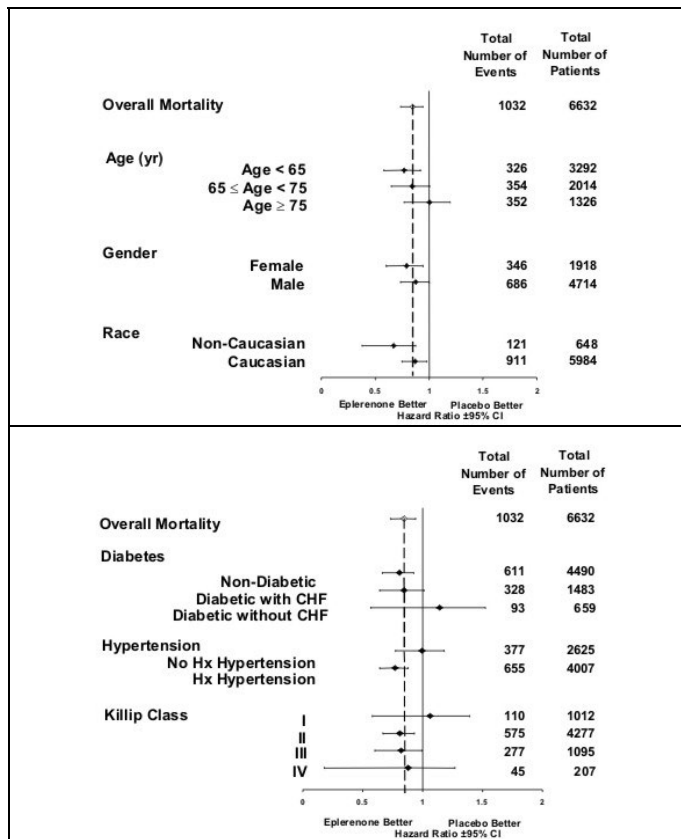 Total Total
Number of Number of
Events Patients
Overall Mortality 1032 6632
Age (yr)
Age < 65 326 3292
65 ≤ Age < 75 354 2014
Age ≥ 75 352 1326
Gender
Female 346 1918
Male 686 4714
Race
Non-Caucasian 121 648
Caucasian 911 5984
0 0.5 1 1.5 2
Eplerenone Better Placebo Better
Hazard Ratio ±95% CI
Total Total
Number of Number of
Events Patients
Overall Mortality 1032 6632
Diabetes
Non-Diabetic 611 4490
Diabetic with CHF 328 1483
Diabetic without CHF 93 659
Hypertension
No Hx Hypertension 377 2625
Hx Hypertension 655 4007
Killip Class
I 110 1012
II 575 4277
III 277 1095
IV 45 207
0 0.5 1 1.5 2
Eplerenone Better Placebo Better
Hazard Ratio ±95% CI